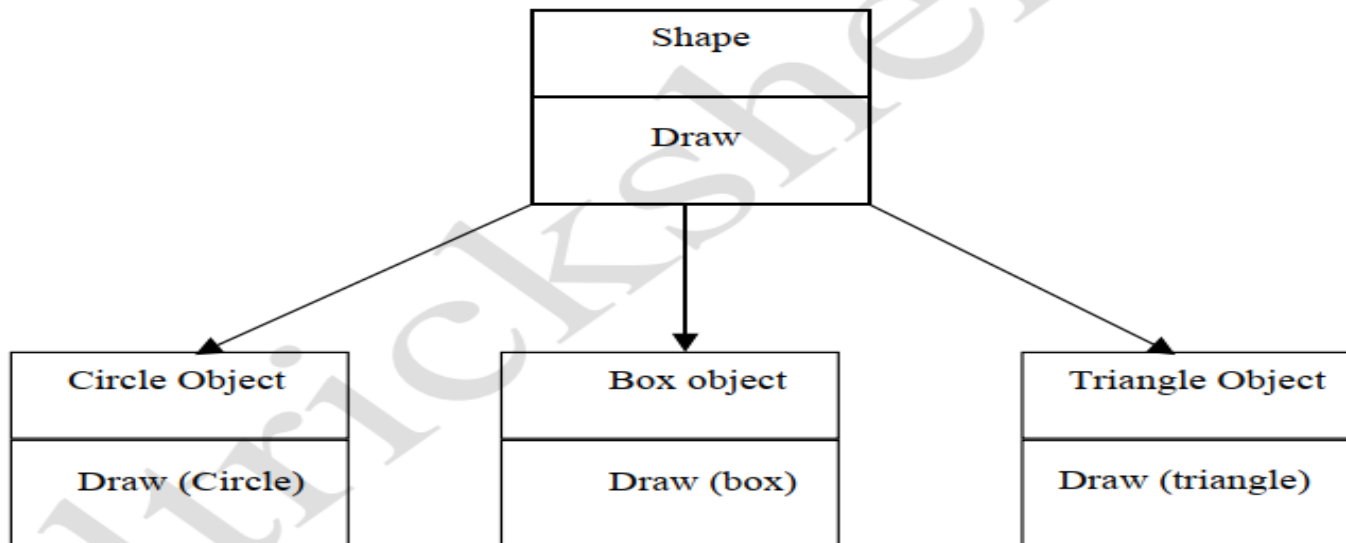 Shape
Draw
Circle Object
Box object
Triangle Object
Draw (Circle)
Draw (box)
Draw (triangle)